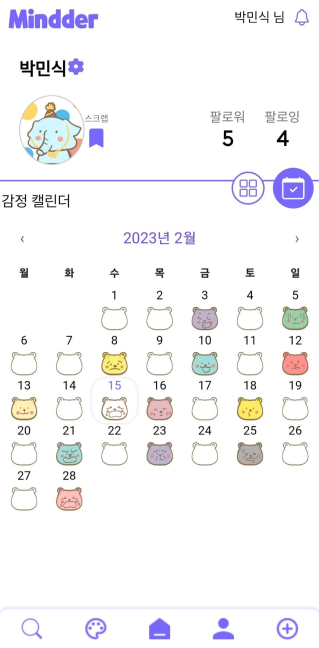 Mindder
박민식 님
박민식
스크랩
팔로워 팔로잉
5 4
감정 캘린더
‹ 2023년 2월 ›
월 화 수 목 금 토 일
1 2 3 4 5
6 7 8 9 10 11 12
13 14 15 16 17 18 19
20 21 22 23 24 25 26
27 28